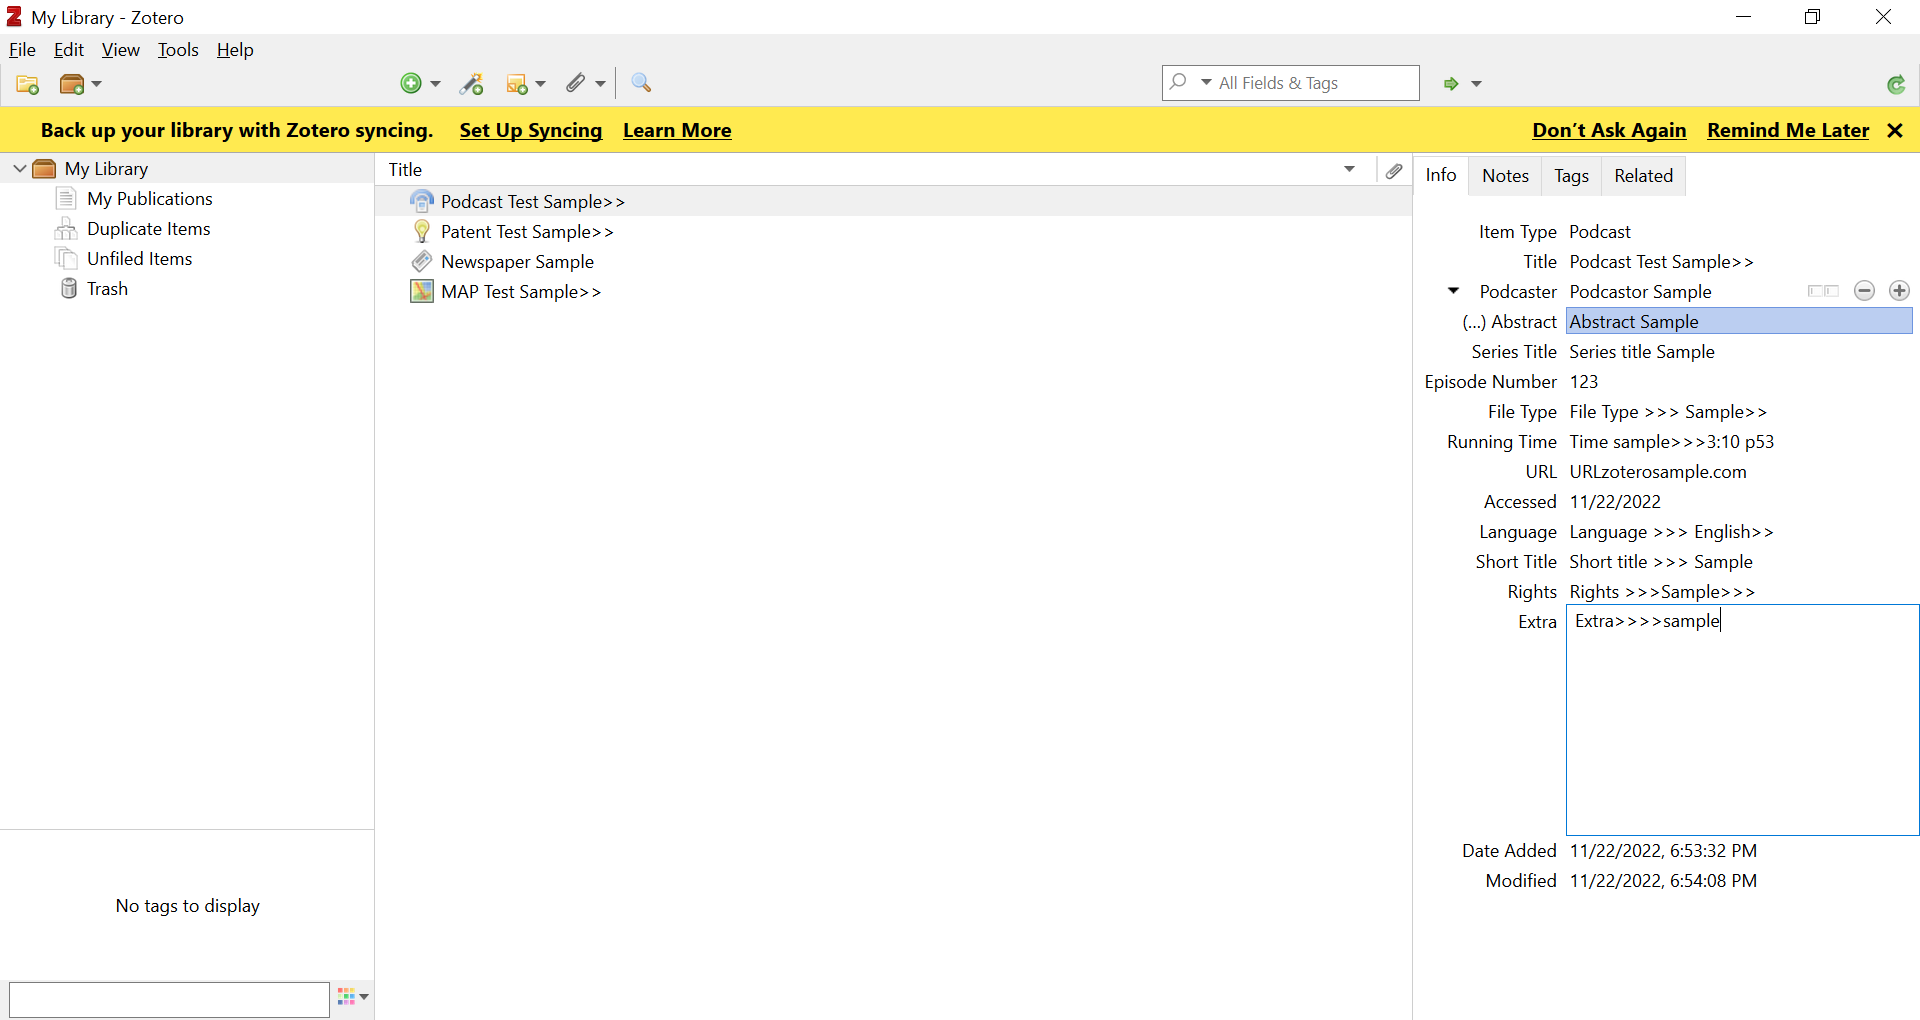 My Library - Zotero
File Edit View Tools Help
All Fields & Tags
Back up your library with Zotero syncing. Set Up Syncing Learn More Don't Ask Again Remind Me Later
My Library
My Publications
Duplicate Items
Unfiled Items
Trash
No tags to display
Title
Podcast Test Sample>>
Patent Test Sample>>
Newspaper Sample
MAP Test Sample>>
Info Notes Tags Related
Item Type Podcast
Title Podcast Test Sample>>
Podcaster Podcastor Sample
(...) Abstract Abstract Sample
Series Title Series title Sample
Episode Number 123
File Type File Type >>> Sample>>
Running Time Time sample>>>3:10 p53
URL URLzoterosample.com
Accessed 11/22/2022
Language Language >>> English>>
Short Title Short title >>> Sample
Rights Rights >>>Sample>>>
Extra Extra>>>>sample
Date Added 11/22/2022, 6:53:32 PM
Modified 11/22/2022, 6:54:08 PM